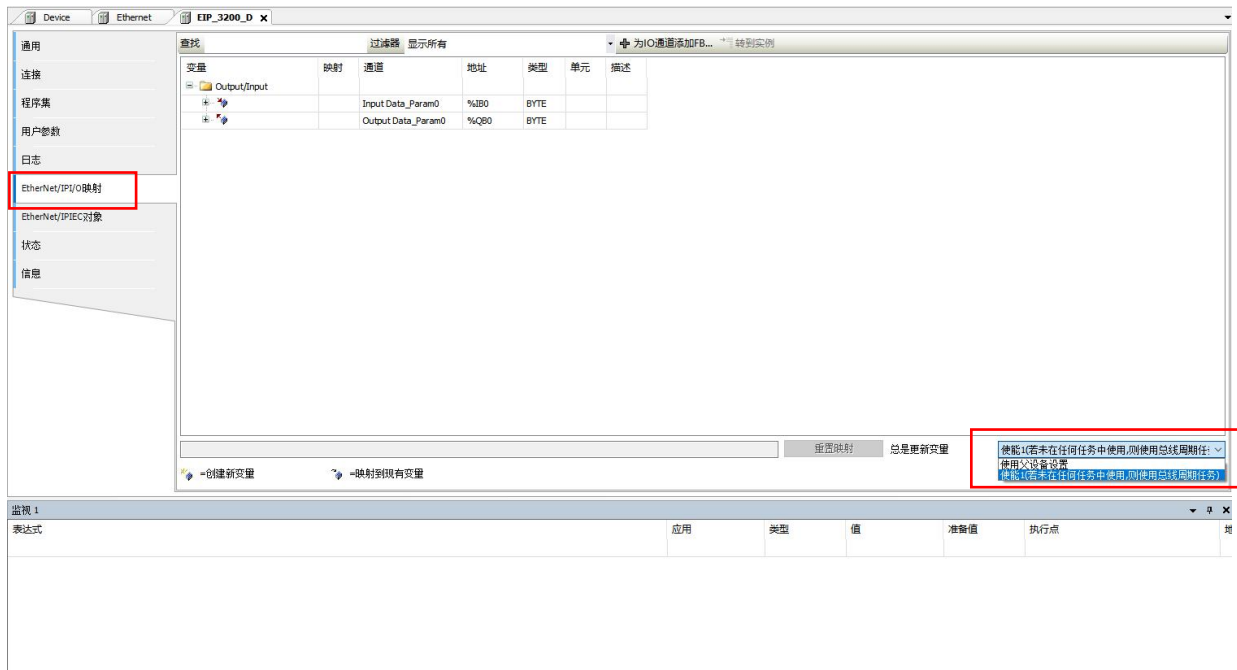 Device Ethernet EIP_3200_D
通用
连接
程序集
用户参数
日志
EtherNet/IPI/O映射
EtherNet/IPIEC对象
状态
信息
查找 过滤器 显示所有 为IO通道添加FB... 转到实例
变量 映射 通道 地址 类型 单元 描述
Output/Input
Input Data_Param0 %IB0 BYTE
Output Data_Param0 %QB0 BYTE
重置映射 总是更新变量 使能1(若未在任何任务中使用,则使用总线周期任务
使用父设备设置
使能1(若未在任何任务中使用,则使用总线周期任务)
=创建新变量 =映射到现有变量
监视 1
表达式 应用 类型 值 准备值 执行点 地